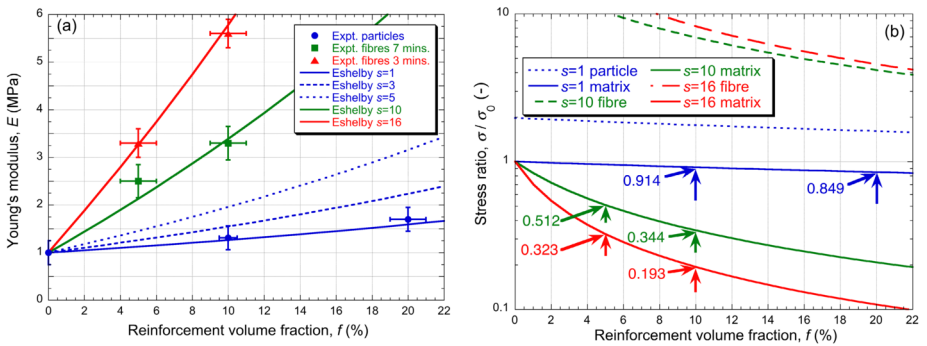 (a)
Expt. particles
Expt. fibres 7 mins.
Expt. fibres 3 mins.
Eshelby s=1
Eshelby s=3
Eshelby s=5
Eshelby s=10
Eshelby s=16
Young's modulus, E (MPa)
6
5
4
3
2
1
0
0 2 4 6 8 10 12 14 16 18 20 22
Reinforcement volume fraction, f (%)
(b)
s=1 particle
s=1 matrix
s=10 fibre
s=10 matrix
s=16 fibre
s=16 matrix
Stress ratio, σ / σ0 (-)
10
1
0.1
0.914
0.849
0.512
0.344
0.323
0.193
0 2 4 6 8 10 12 14 16 18 20 22
Reinforcement volume fraction, f (%)